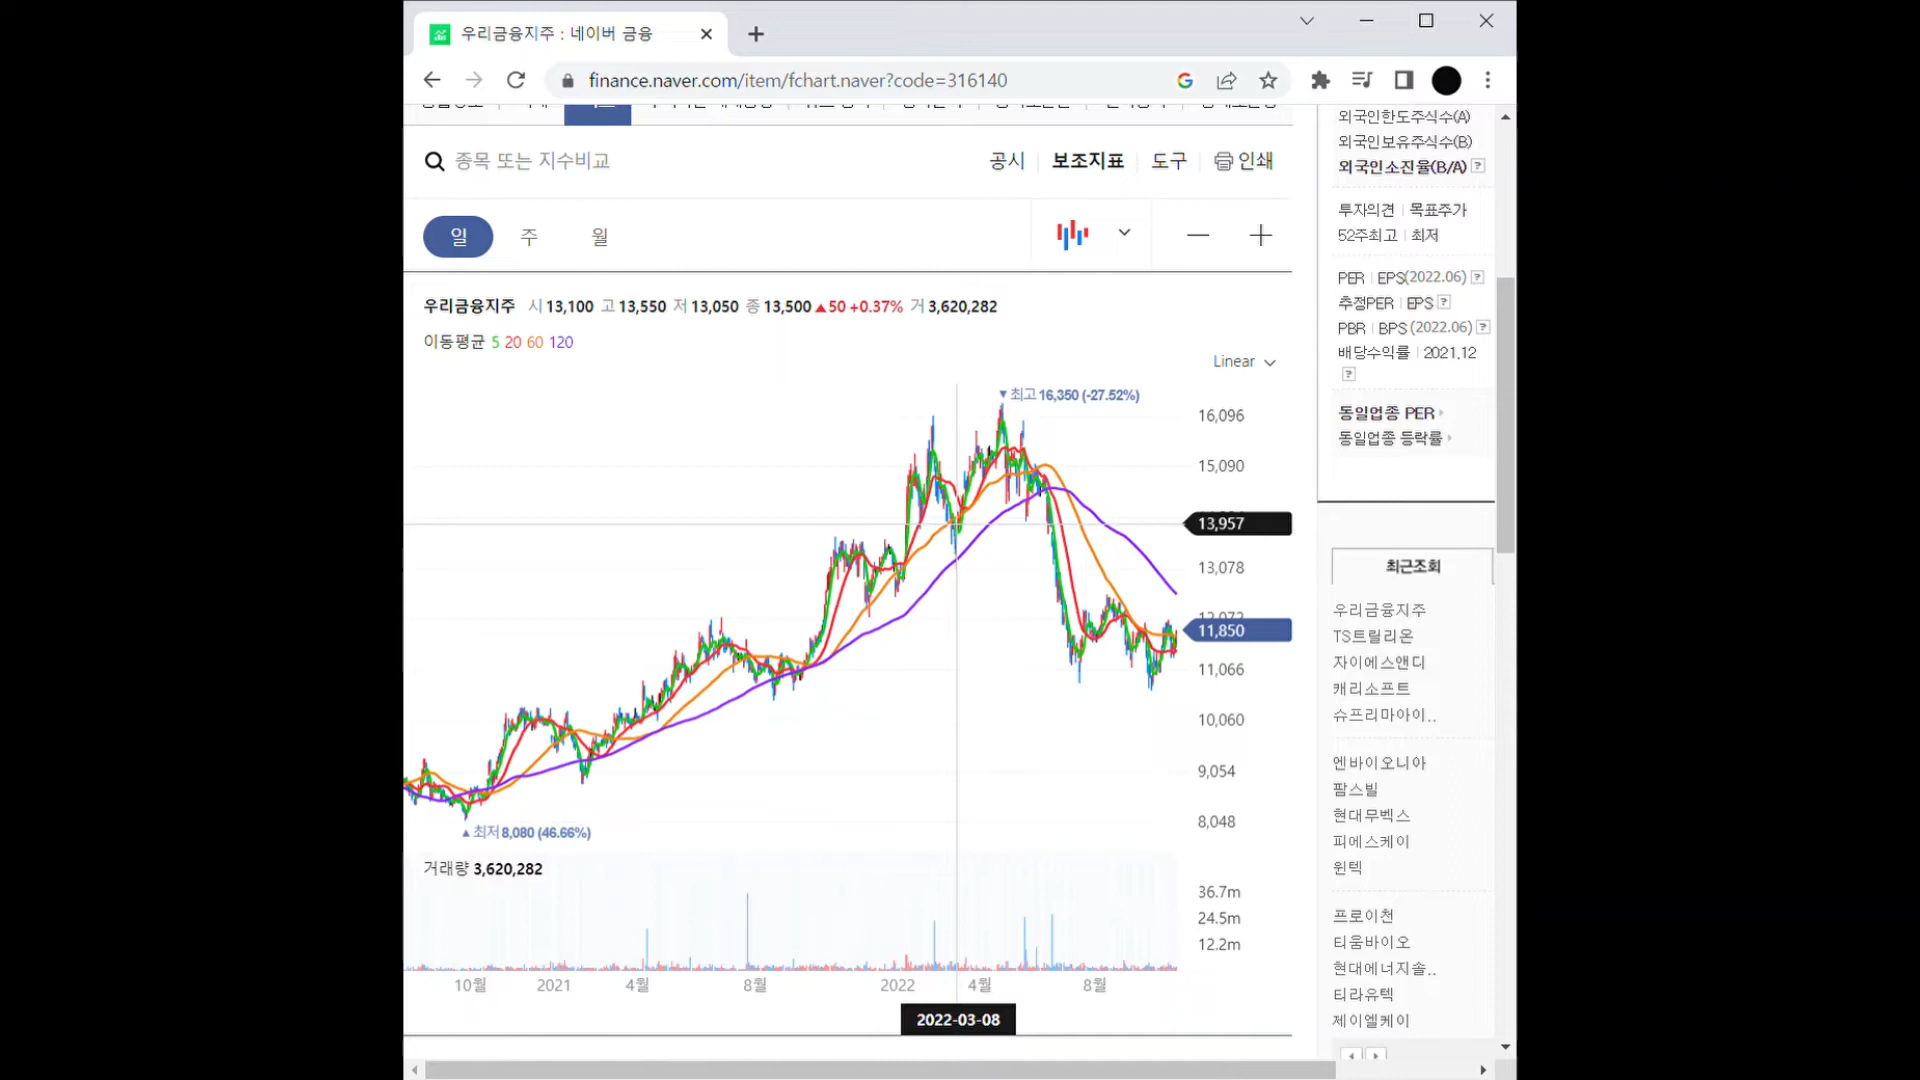 우리금융지주 : 네이버 금융
finance.naver.com/item/fchart.naver?code=316140
종목 또는 지수비교
공시 보조지표 도구 인쇄
일 주 월
우리금융지주 시 13,100 고 13,550 저 13,050 종 13,500 ▲50 +0.37% 거 3,620,282
이동평균 5 20 60 120
Linear
▼최고 16,350 (-27.52%)
16,096
15,090
13,957
13,078
12,072
11,850
11,066
10,060
9,054
8,048
▲최저 8,080 (46.66%)
거래량 3,620,282
36.7m
24.5m
12.2m
10월 2021 4월 8월 2022 4월 8월
2022-03-08
외국인한도주식수(A)
외국인보유주식수(B)
외국인소진율(B/A) ?
투자의견 | 목표주가
52주최고 | 최저
PER | EPS(2022.06) ?
추정PER | EPS ?
PBR | BPS (2022.06) ?
배당수익률 | 2021.12
?
동일업종 PER
동일업종 등락률
최근조회
우리금융지주
TS트릴리온
자이에스앤디
캐리소프트
슈프리마아이..
엔바이오니아
팜스빌
현대무벡스
피에스케이
윈텍
프로이천
티움바이오
현대에너지솔..
티라유텍
제이엘케이